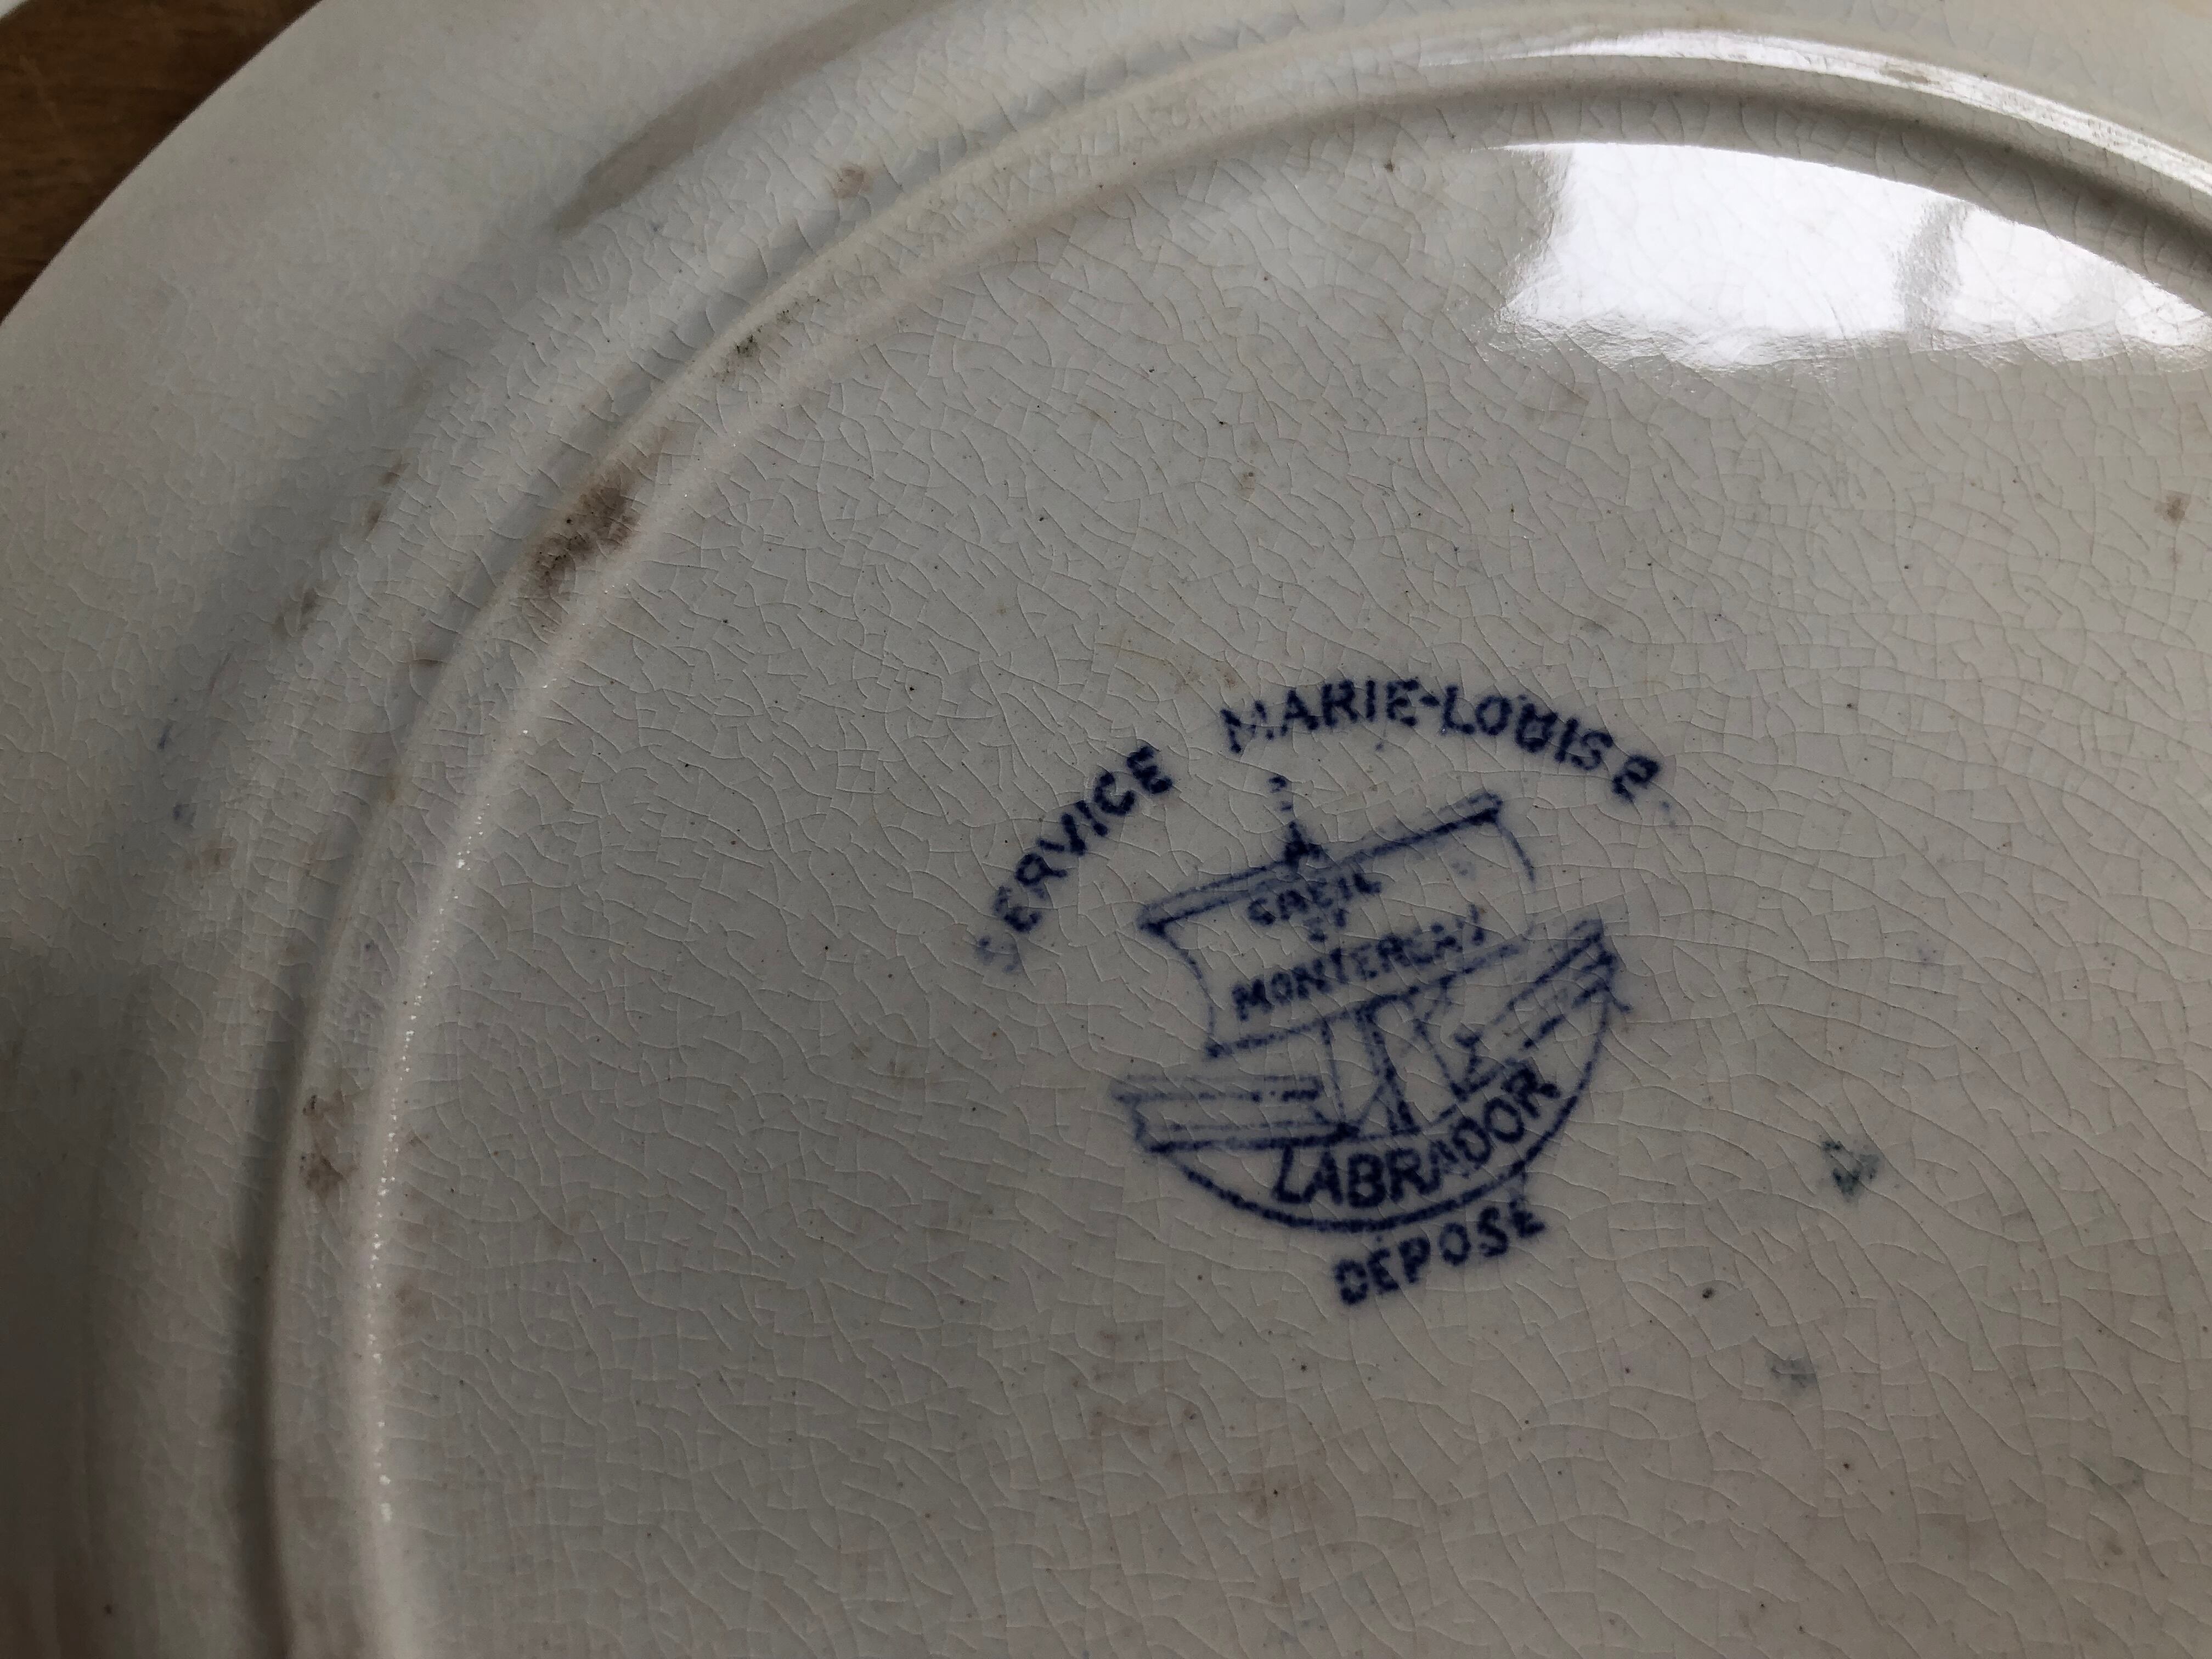 SERVICE MARIE-LOUISE
CREIL
ET
MONTEREAU
LABRADOR
DÉPOSÉ